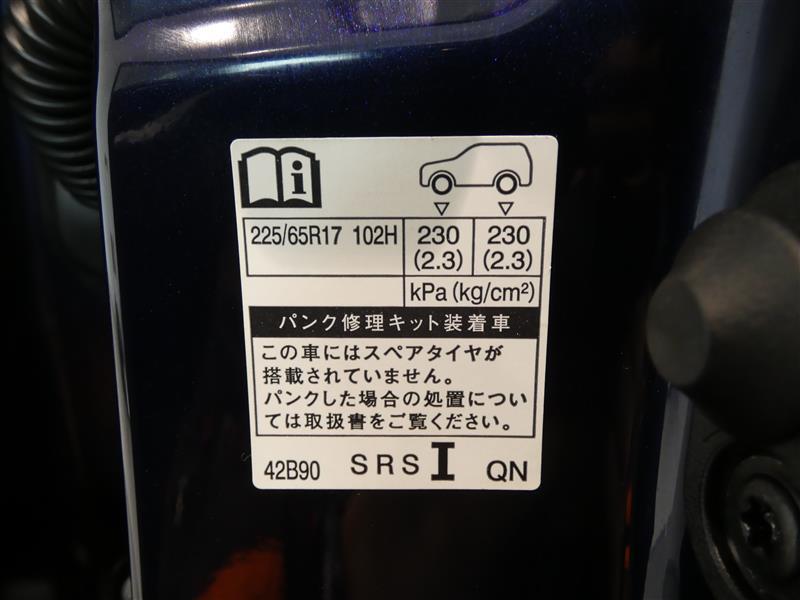 i
225/65R17 102H 230 230
(2.3) (2.3)
kPa (kg/cm²)
パンク修理キット装着車
この車にはスペアタイヤが
搭載されていません。
パンクした場合の処置につい
ては取扱書をご覧ください。
42B90 SRS I QN